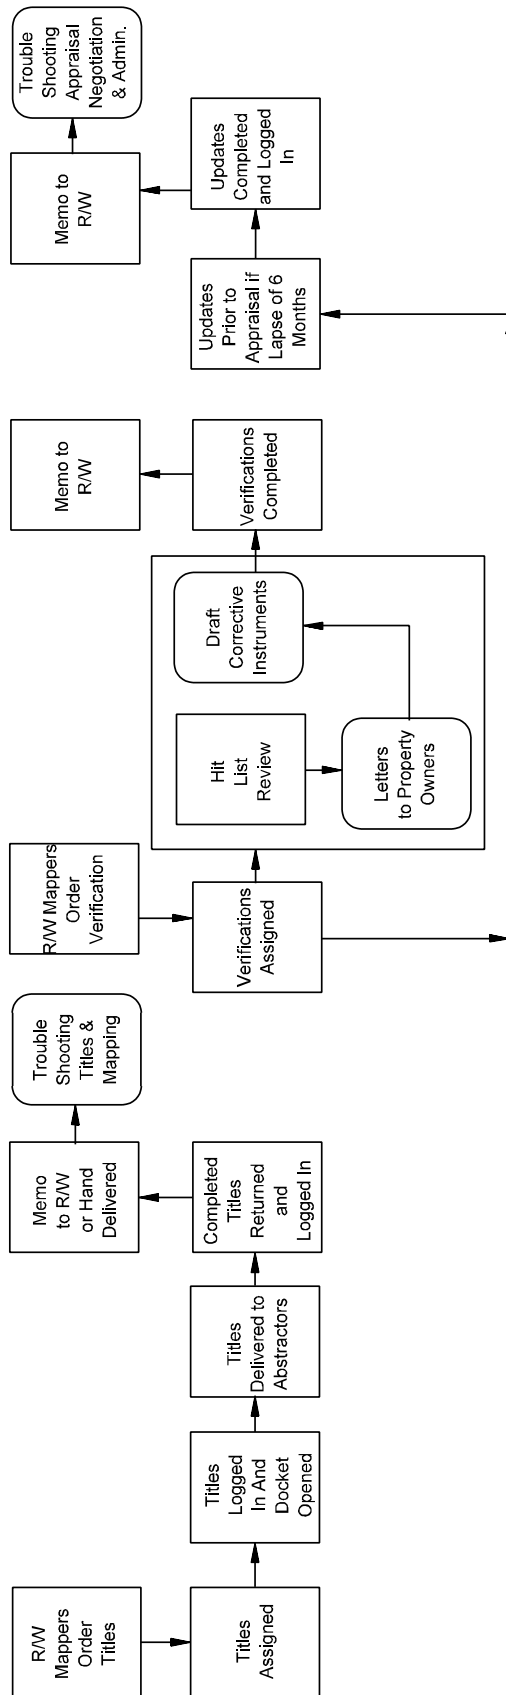 R/W
Mappers
Order
Titles
Titles
Assigned
Titles
Logged
In And
Docket
Opened
Titles
Delivered to
Abstractors
Completed
Titles
Returned
and
Logged In
Memo
to R/W
or Hand
Delivered
Trouble
Shooting
Titles &
Mapping
R/W Mappers
Order
Verification
Verifications
Assigned
Hit
List
Review
Letters
to Property
Owners
Draft
Corrective
Instruments
Verifications
Completed
Memo to
R/W
Updates
Prior to
Appraisal if
Lapse of 6
Months
Updates
Completed
and Logged
In
Memo to
R/W
Trouble
Shooting
Appraisal
Negotiation
& Admin.